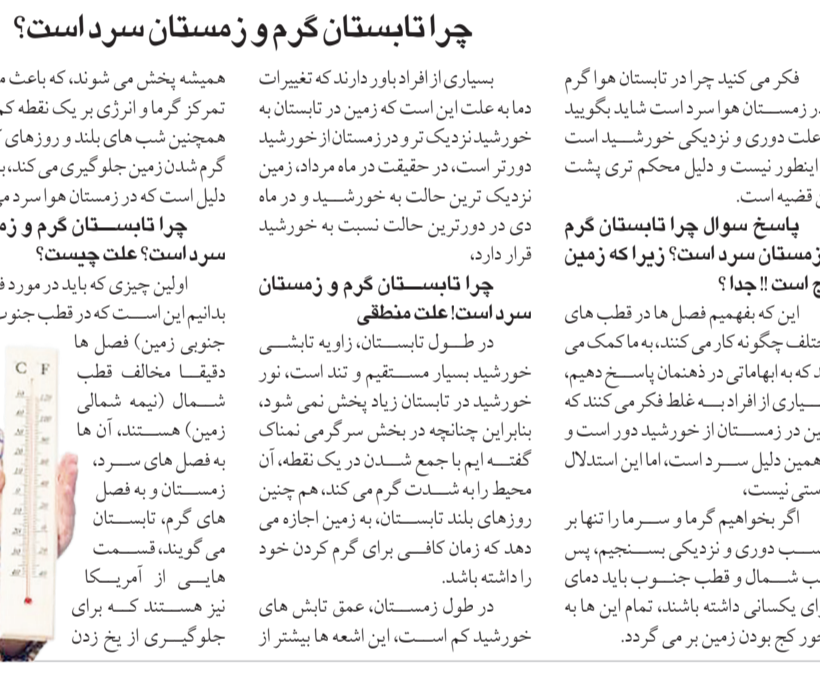 چرا تابستان گرم و زمستان سرد است؟
فکر می کنید چرا در تابستان هوا گرم
در زمستان هوا سرد است شاید بگویید
علت دوری و نزدیکی خورشید است
اینطور نیست و دلیل محکم تری پشت
قضیه است.
پاسخ سوال چرا تابستان گرم
زمستان سرد است؟ زیرا که زمین
است !! جدا ؟
این که بفهمیم فصل ها در قطب های
چگونه کار می کنند، به ما کمک می
که به ابهاماتی در ذهنمان پاسخ دهیم،
از افراد به غلط فکر می کنند که
در زمستان از خورشید دور است و
همین دلیل سرد است، اما این استدلال
نیست،
اگر بخواهیم گرما و سرما را تنها بر
دوری و نزدیکی بسنجیم، پس
شمال و قطب جنوب باید دمای
یکسانی داشته باشند، تمام این ها به
کج بودن زمین بر می گردد.
بسیاری از افراد باور دارند که تغییرات
دما به علت این است که زمین در تابستان به
خورشید نزدیک تر و در زمستان از خورشید
دورتر است، در حقیقت در ماه مرداد، زمین
نزدیک ترین حالت به خورشید و در ماه
دی در دورترین حالت نسبت به خورشید
قرار دارد،
چرا تابستان گرم و زمستان
سرد است! علت منطقی
در طول تابستان، زاویه تابشی
خورشید بسیار مستقیم و تند است، نور
خورشید در تابستان زیاد پخش نمی شود،
بنابراین چنانچه در بخش سرگرمی نمناک
گفته ایم با جمع شدن در یک نقطه، آن
محیط را به شدت گرم می کند، هم چنین
روزهای بلند تابستان، به زمین اجازه می
دهد که زمان کافی برای گرم کردن خود
را داشته باشد.
در طول زمستان، عمق تابش های
خورشید کم است، این اشعه ها بیشتر از
همیشه پخش می شوند، که باعث
تمرکز گرما و انرژی بر یک نقطه
همچنین شب های بلند و روزهای
گرم شدن زمین جلوگیری می کند،
دلیل است که در زمستان هوا سرد
چرا تابستان گرم و
سرد است؟ علت چیست؟
اولین چیزی که باید در مورد
بدانیم این است که در قطب
جنوبی زمین) فصل ها
دقیقا مخالف قطب
شمال (نیمه شمالی
زمین) هستند، آن ها
به فصل های سرد،
زمستان و به فصل
های گرم، تابستان
می گویند، قسمت
هایی از آمریکا
نیز هستند که برای
جلوگیری از یخ زدن
C F